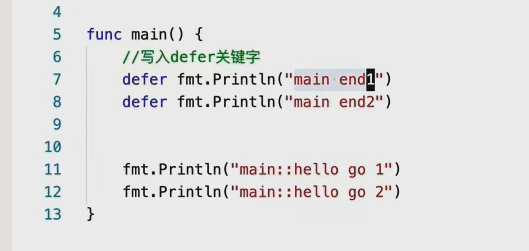 4
5 func main() {
6 //写入defer关键字
7 defer fmt.Println("main end1")
8 defer fmt.Println("main end2")
9
10
11 fmt.Println("main::hello go 1")
12 fmt.Println("main::hello go 2")
13 }